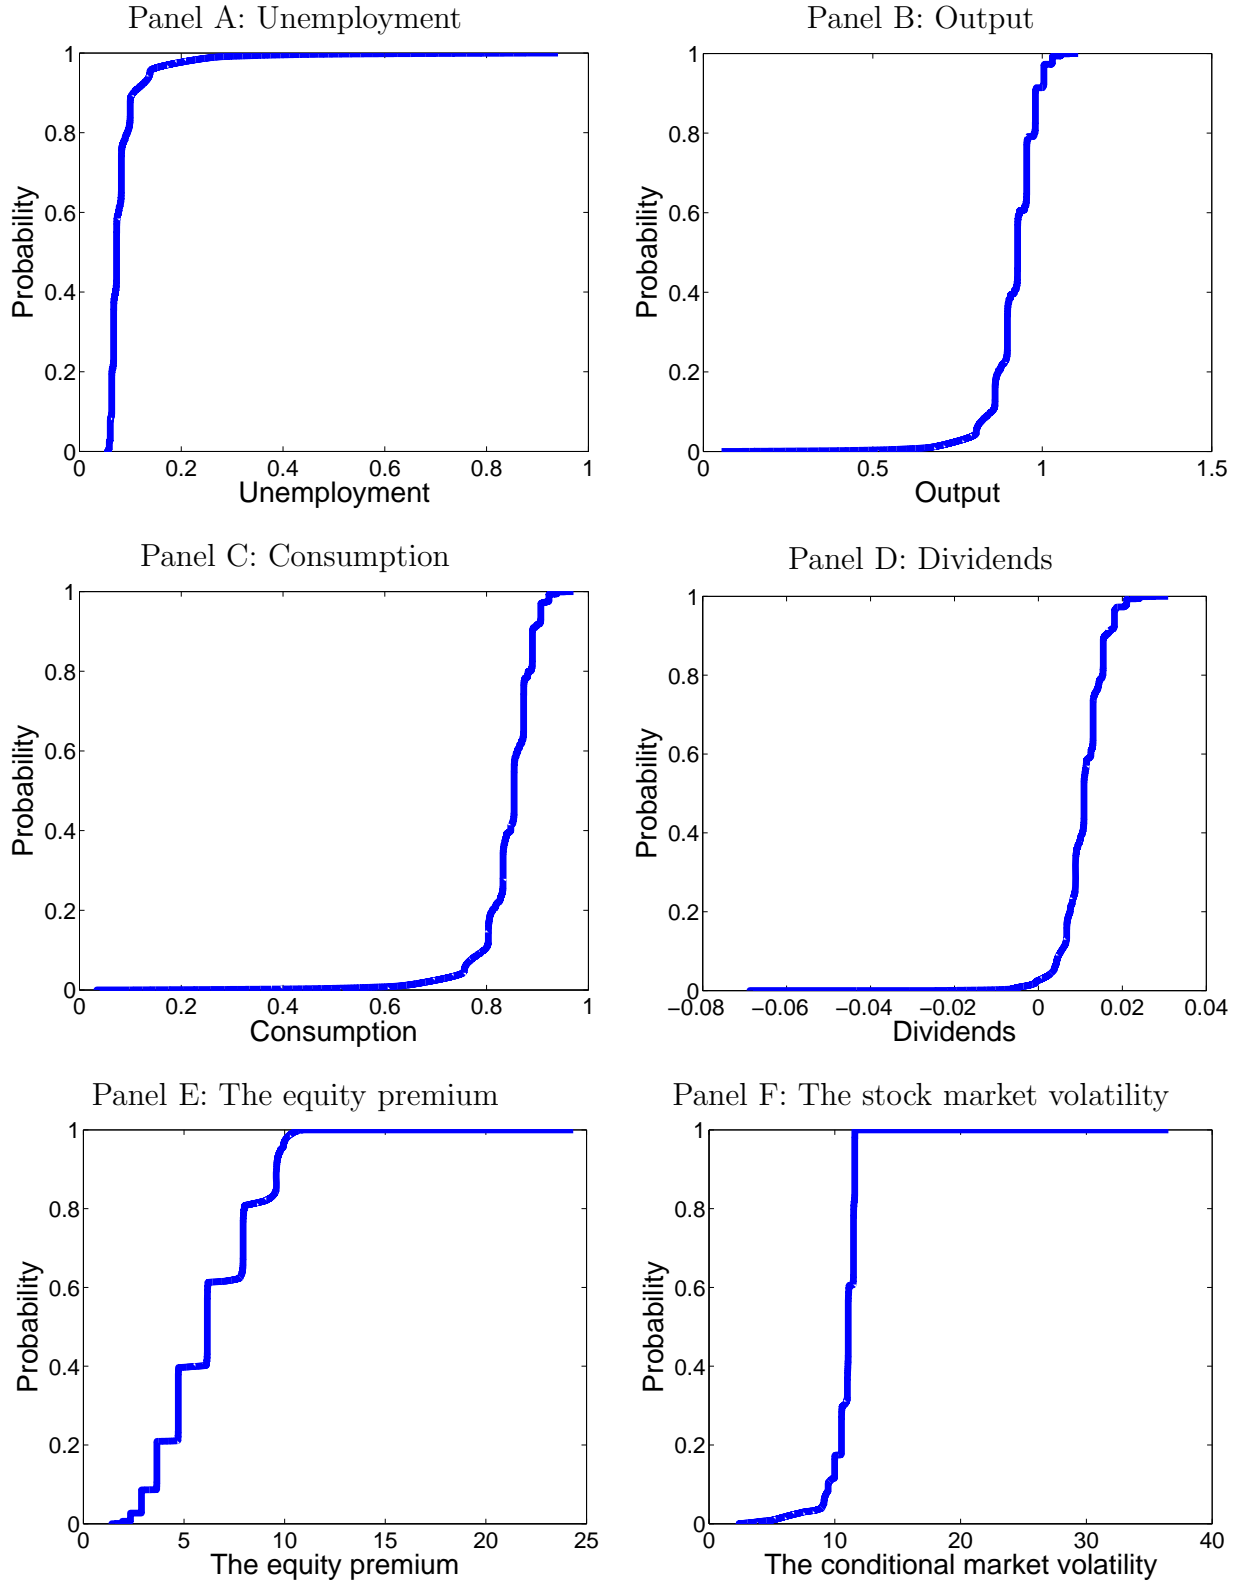 Panel A: Unemployment
1
0.8
0.6
0.4
0.2
0
Probability
0 0.2 0.4 0.6 0.8 1
Unemployment
Panel B: Output
1
0.8
0.6
0.4
0.2
0
Probability
0 0.5 1 1.5
Output
Panel C: Consumption
1
0.8
0.6
0.4
0.2
0
Probability
0 0.2 0.4 0.6 0.8 1
Consumption
Panel D: Dividends
1
0.8
0.6
0.4
0.2
0
Probability
−0.08 −0.06 −0.04 −0.02 0 0.02 0.04
Dividends
Panel E: The equity premium
1
0.8
0.6
0.4
0.2
0
Probability
0 5 10 15 20 25
The equity premium
Panel F: The stock market volatility
1
0.8
0.6
0.4
0.2
0
Probability
0 10 20 30 40
The conditional market volatility